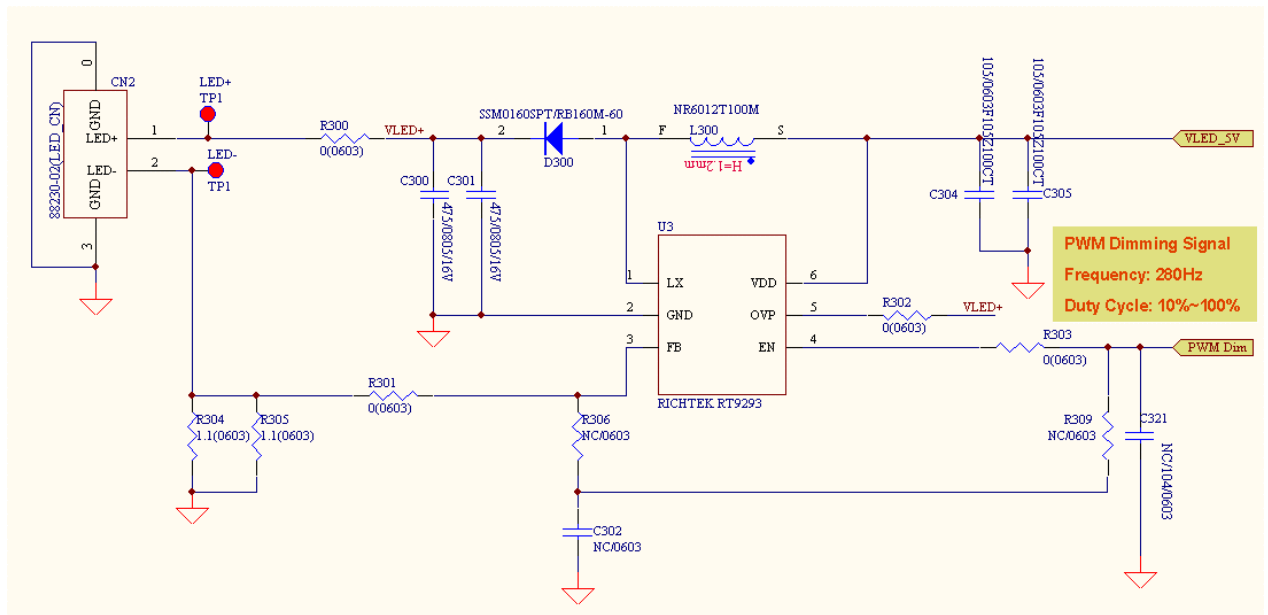 CN2
88230-02(LED_CN)
0
GND
LED+
LED-
GND
3
1
2
LED+
TP1
LED-
TP1
R300
0(0603)
VLED+
C300
475/0805/16V
C301
475/0805/16V
SSM0160SPT/RB160M-60
2
1
D300
NR6012T100M
F
L300
S
H=1.2mm
105/0603F105Z100CT
105/0603F105Z100CT
C304
C305
VLED_5V
U3
1
LX
VDD
6
2
GND
OVP
5
3
FB
EN
4
RICHTEK RT9293
R302
0(0603)
VLED+
PWM Dimming Signal
Frequency: 280Hz
Duty Cycle: 10%~100%
R303
0(0603)
PWM Dim
R301
0(0603)
R304
1.1(0603)
R305
1.1(0603)
R306
NC/0603
R309
NC/0603
C321
NC/104/0603
C302
NC/0603